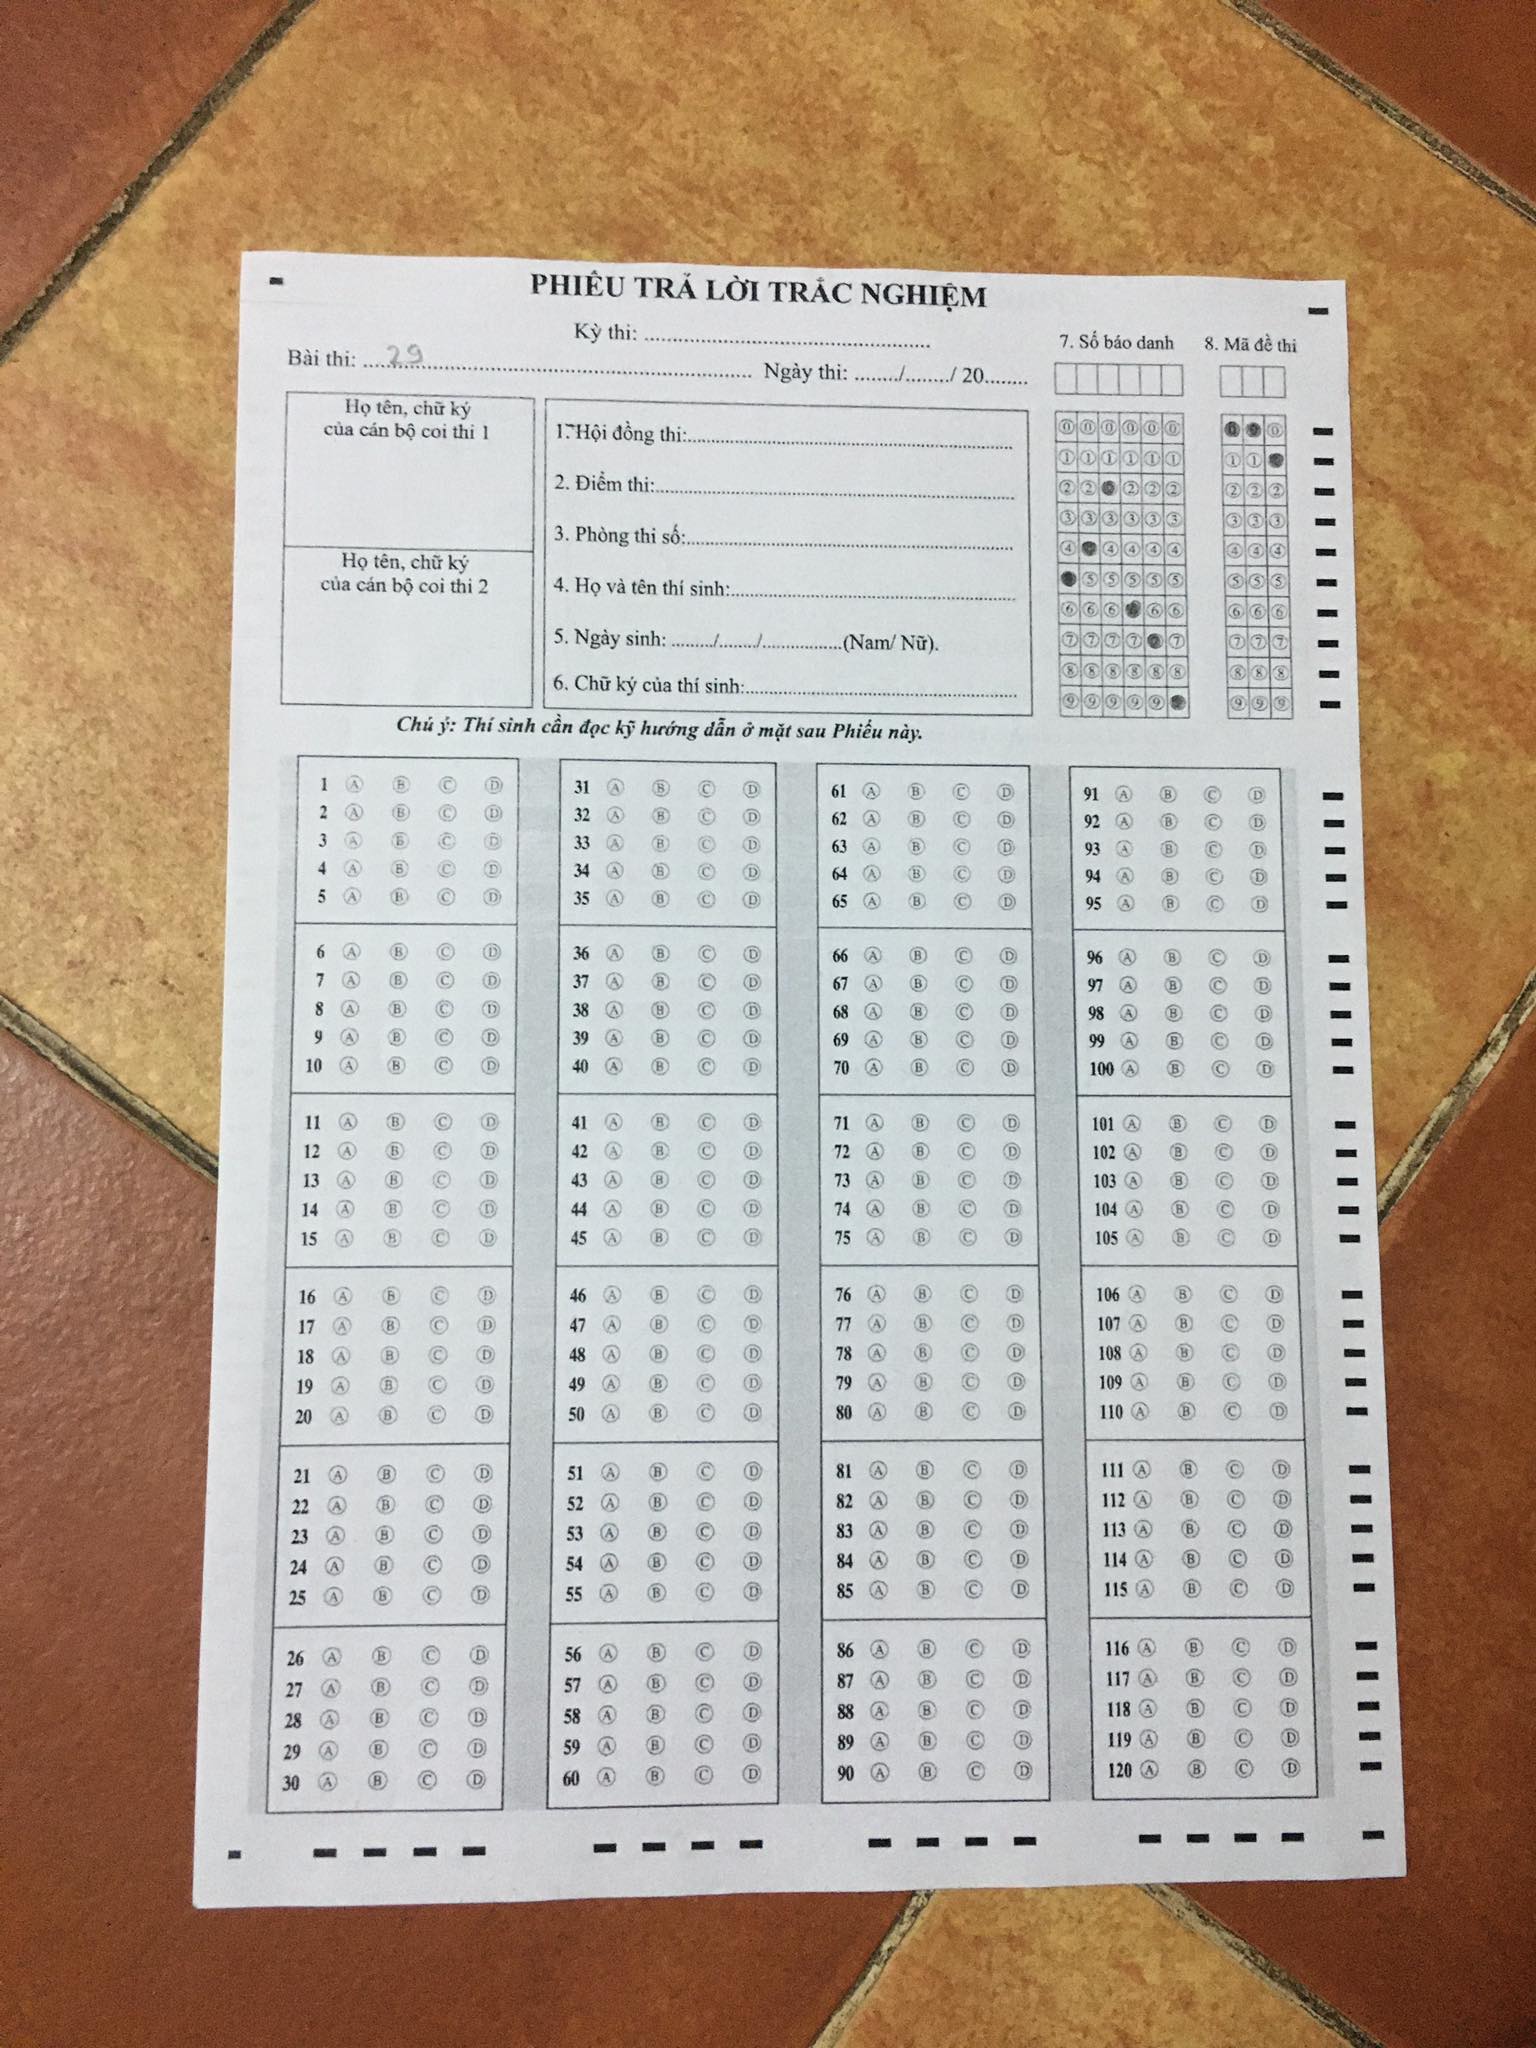 PHIẾU TRẢ LỜI TRẮC NGHIỆM
Kỳ thi: ....................................................
Bài thi: ....29.................................................................... Ngày thi: ......../......../ 20........
7. Số báo danh
8. Mã đề thi
Họ tên, chữ ký
của cán bộ coi thi 1
Họ tên, chữ ký
của cán bộ coi thi 2
1. Hội đồng thi:............................................................
2. Điểm thi:..................................................................
3. Phòng thi số:............................................................
4. Họ và tên thí sinh:....................................................
5. Ngày sinh: ......../......../...............(Nam/ Nữ).
6. Chữ ký của thí sinh:.................................................
0 0 0 0 0 0
1 1 1 1 1 1
2 2 2 2 2
3 3 3 3 3 3
4 4 4 4 4
5 5 5 5 5
6 6 6 6 6
7 7 7 7 7
8 8 8 8 8 8
9 9 9 9 9
0 0
1 1
2 2 2
3 3 3
4 4 4
5 5 5
6 6 6
7 7 7
8 8 8
9 9 9
Chú ý: Thí sinh cần đọc kỹ hướng dẫn ở mặt sau Phiếu này.
1 A B C D
2 A B C D
3 A B C D
4 A B C D
5 A B C D
6 A B C D
7 A B C D
8 A B C D
9 A B C D
10 A B C D
11 A B C D
12 A B C D
13 A B C D
14 A B C D
15 A B C D
16 A B C D
17 A B C D
18 A B C D
19 A B C D
20 A B C D
21 A B C D
22 A B C D
23 A B C D
24 A B C D
25 A B C D
26 A B C D
27 A B C D
28 A B C D
29 A B C D
30 A B C D
31 A B C D
32 A B C D
33 A B C D
34 A B C D
35 A B C D
36 A B C D
37 A B C D
38 A B C D
39 A B C D
40 A B C D
41 A B C D
42 A B C D
43 A B C D
44 A B C D
45 A B C D
46 A B C D
47 A B C D
48 A B C D
49 A B C D
50 A B C D
51 A B C D
52 A B C D
53 A B C D
54 A B C D
55 A B C D
56 A B C D
57 A B C D
58 A B C D
59 A B C D
60 A B C D
61 A B C D
62 A B C D
63 A B C D
64 A B C D
65 A B C D
66 A B C D
67 A B C D
68 A B C D
69 A B C D
70 A B C D
71 A B C D
72 A B C D
73 A B C D
74 A B C D
75 A B C D
76 A B C D
77 A B C D
78 A B C D
79 A B C D
80 A B C D
81 A B C D
82 A B C D
83 A B C D
84 A B C D
85 A B C D
86 A B C D
87 A B C D
88 A B C D
89 A B C D
90 A B C D
91 A B C D
92 A B C D
93 A B C D
94 A B C D
95 A B C D
96 A B C D
97 A B C D
98 A B C D
99 A B C D
100 A B C D
101 A B C D
102 A B C D
103 A B C D
104 A B C D
105 A B C D
106 A B C D
107 A B C D
108 A B C D
109 A B C D
110 A B C D
111 A B C D
112 A B C D
113 A B C D
114 A B C D
115 A B C D
116 A B C D
117 A B C D
118 A B C D
119 A B C D
120 A B C D